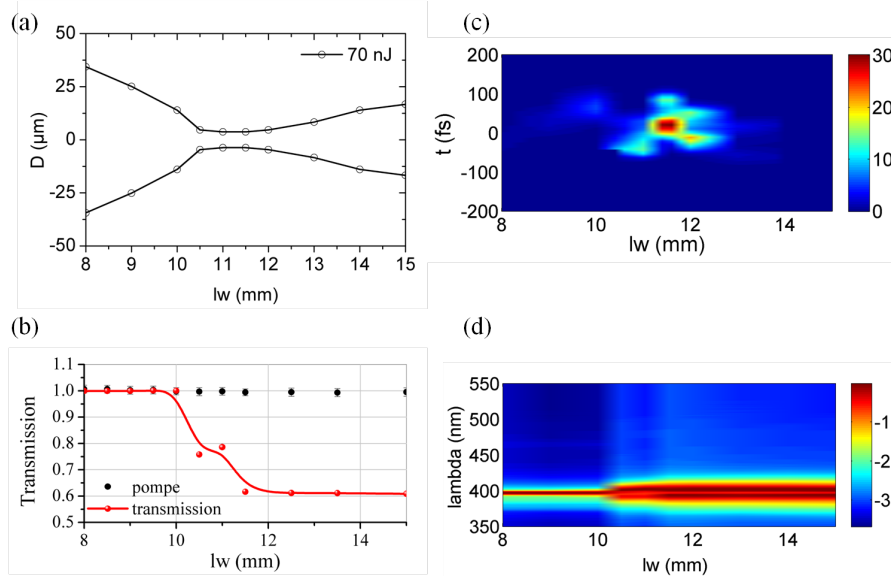 (a)
50
25
0
-25
-50
D (µm)
70 nJ
8 9 10 11 12 13 14 15
lw (mm)
(c)
200
100
0
-100
-200
t (fs)
8 10 12 14
lw (mm)
30
20
10
0
(b)
1.1
1.0
0.9
0.8
0.7
0.6
0.5
Transmission
pompe
transmission
8 10 12 14
lw (mm)
(d)
550
500
450
400
350
lambda (nm)
8 10 12 14
lw (mm)
-1
-2
-3